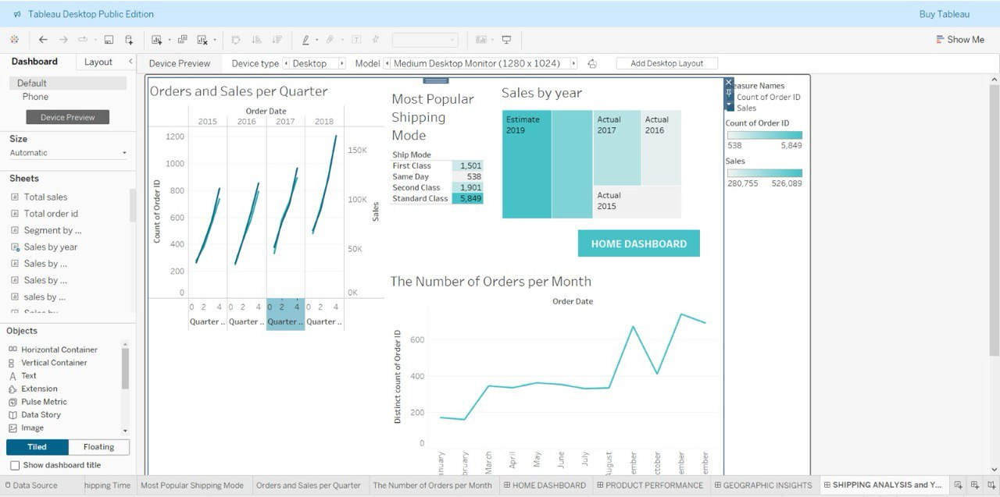 Tableau Desktop Public Edition
Buy Tableau
Show Me
Dashboard
Layout
Device Preview
Device type
Desktop
Model
Medium Desktop Monitor (1280 x 1024)
Add Desktop Layout
Default
Phone
Device Preview
Size
Automatic
Sheets
Total sales
Total order id
Segment by ...
Sales by year
Sales by ...
Sales by ...
sales by ...
Objects
Horizontal Container
Vertical Container
Text
Extension
Pulse Metric
Data Story
Image
Tiled
Floating
Show dashboard title
Orders and Sales per Quarter
Order Date
2015 2016 2017 2018
Count of Order ID
1200
1000
800
600
400
200
0
Sales
150K
100K
50K
0K
0 2 4 0 2 4 0 2 4 0 2 4
Quarter .. Quarter .. Quarter .. Quarter ..
Most Popular
Shipping
Mode
Ship Mode
First Class 1,501
Same Day 538
Second Class 1,901
Standard Class 5,849
Sales by year
Estimate
2019
Actual
2017
Actual
2016
Actual
2015
HOME DASHBOARD
The Number of Orders per Month
Order Date
Distinct count of Order ID
600
400
200
0
March
April
May
June
July
easure Names
Count of Order ID
Sales
Count of Order ID
538 5,849
Sales
280,755 526,089
Data Source
hipping Time
Most Popular Shipping Mode
Orders and Sales per Quarter
The Number of Orders per Month
HOME DASHBOARD
PRODUCT PERFORMANCE
GEOGRAPHIC INSIGHTS
SHIPPING ANALYSIS and Y...